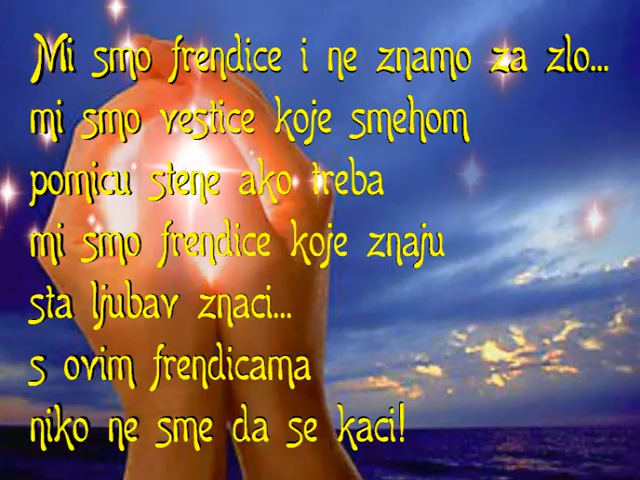 Mi smo frendice i ne znamo za zlo...
mi smo vestice koje smehom
pomicu stene ako treba
mi smo frendice koje znaju
sta ljubav znaci...
s ovim frendicama
niko ne sme da se kaci!